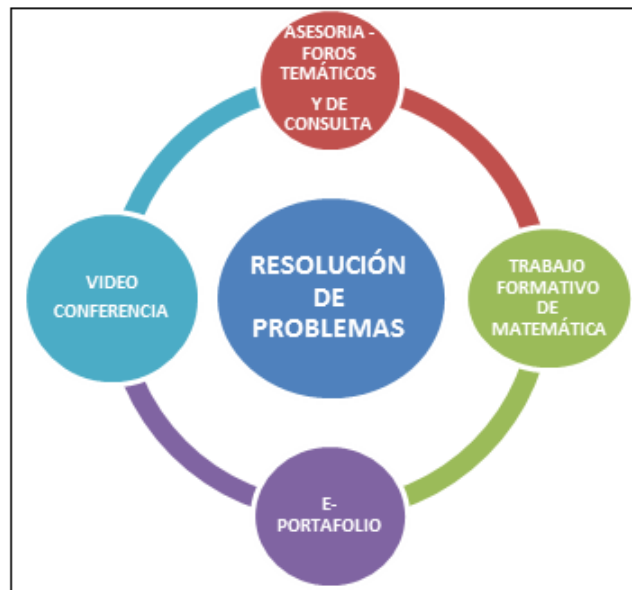 ASESORIA -
FOROS
TEMÁTICOS
Y DE
CONSULTA
VIDEO
CONFERENCIA
RESOLUCIÓN
DE
PROBLEMAS
TRABAJO
FORMATIVO
DE
MATEMÁTICA
E-
PORTAFOLIO